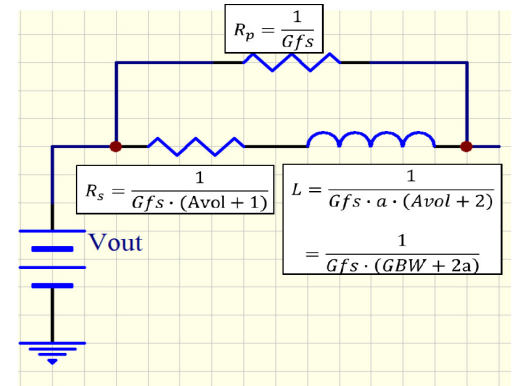 R_p = 1/Gfs
R_s = 1/(Gfs · (Avol + 1))
L = 1/(Gfs · a · (Avol + 2))
= 1/(Gfs · (GBW + 2a))
Vout